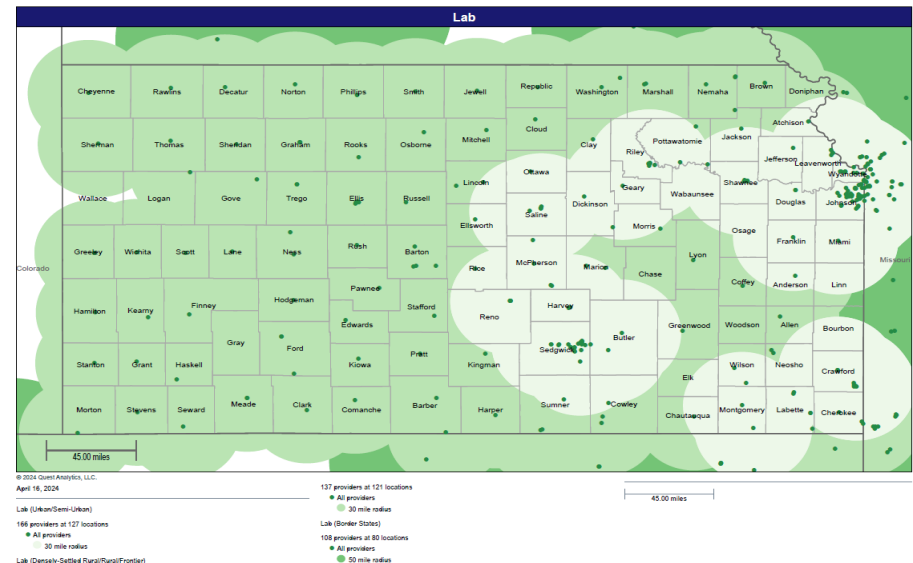 Lab
Cheyenne Rawlins Decatur Norton Phillips Smith Jewell Republic Washington Marshall Nemaha Brown Doniphan
Atchison
Sherman Thomas Sheridan Graham Rooks Osborne Mitchell Cloud Clay Riley Pottawatomie Jackson Jefferson Leavenworth
Wyandotte
Wallace Logan Gove Trego Ellis Russell Lincoln Ottawa Geary Wabaunsee Shawnee Douglas Johnson
Saline Dickinson
Ellsworth Morris Osage
Greeley Wichita Scott Lane Ness Rush Barton McPherson Marion Lyon Franklin Miami
Colorado Rice Chase Missouri
Hamilton Kearny Finney Hodgeman Pawnee Stafford Coffey Anderson Linn
Reno Harvey
Gray Ford Edwards Butler Greenwood Woodson Allen Bourbon
Stanton Grant Haskell Kiowa Pratt Kingman Sedgwick Elk Wilson Neosho Crawford
Morton Stevens Seward Meade Clark Comanche Barber Harper Sumner Cowley Chautauqua Montgomery Labette Cherokee
45.00 miles
© 2024 Quest Analytics, LLC.
April 16, 2024
Lab (Urban/Semi-Urban)
166 providers at 127 locations
All providers
30 mile radius
Lab (Densely-Settled Rural/Rural/Frontier)
137 providers at 121 locations
All providers
30 mile radius
Lab (Border States)
108 providers at 80 locations
All providers
50 mile radius
45.00 miles